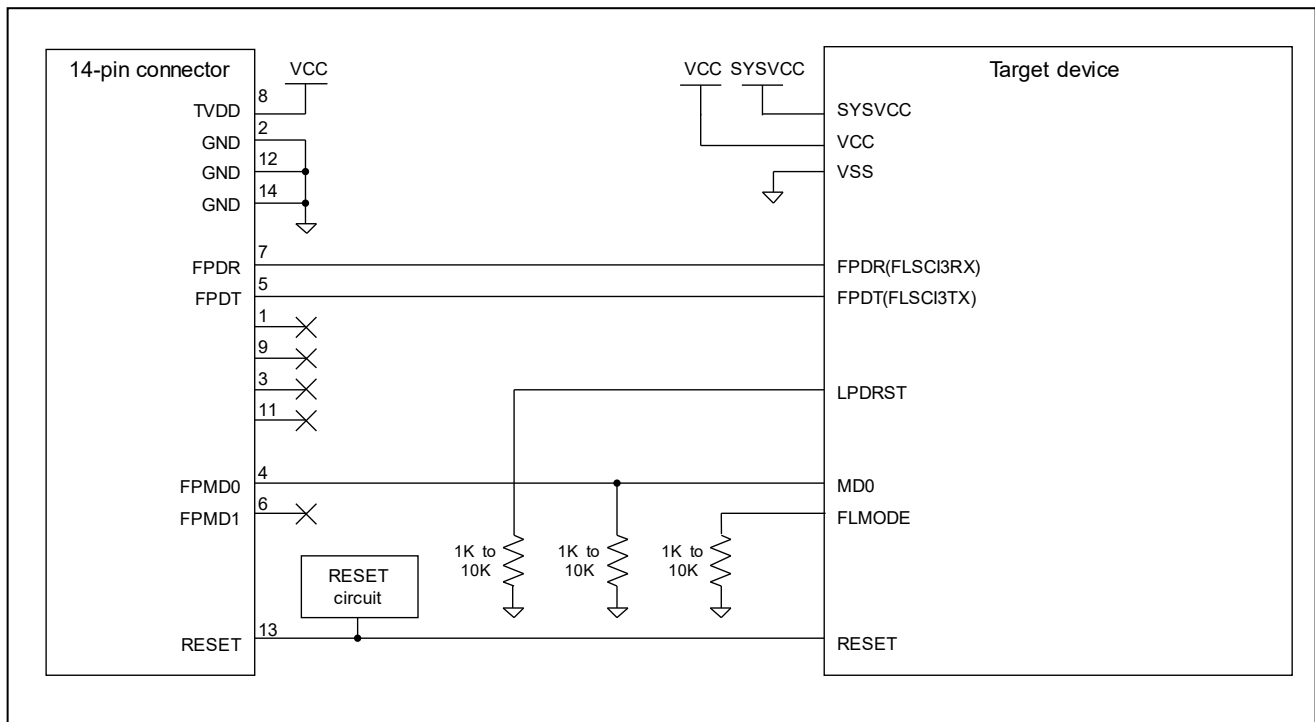 14-pin connector
VCC
VCC
SYSVCC
Target device
8
TVDD
SYSVCC
2
GND
VCC
12
GND
VSS
14
GND
7
FPDR
FPDR(FLSCI3RX)
5
FPDT
FPDT(FLSCI3TX)
1
9
3
LPDRST
11
4
FPMD0
MD0
6
FPMD1
FLMODE
1K to
10K
1K to
10K
1K to
10K
RESET
circuit
13
RESET
RESET